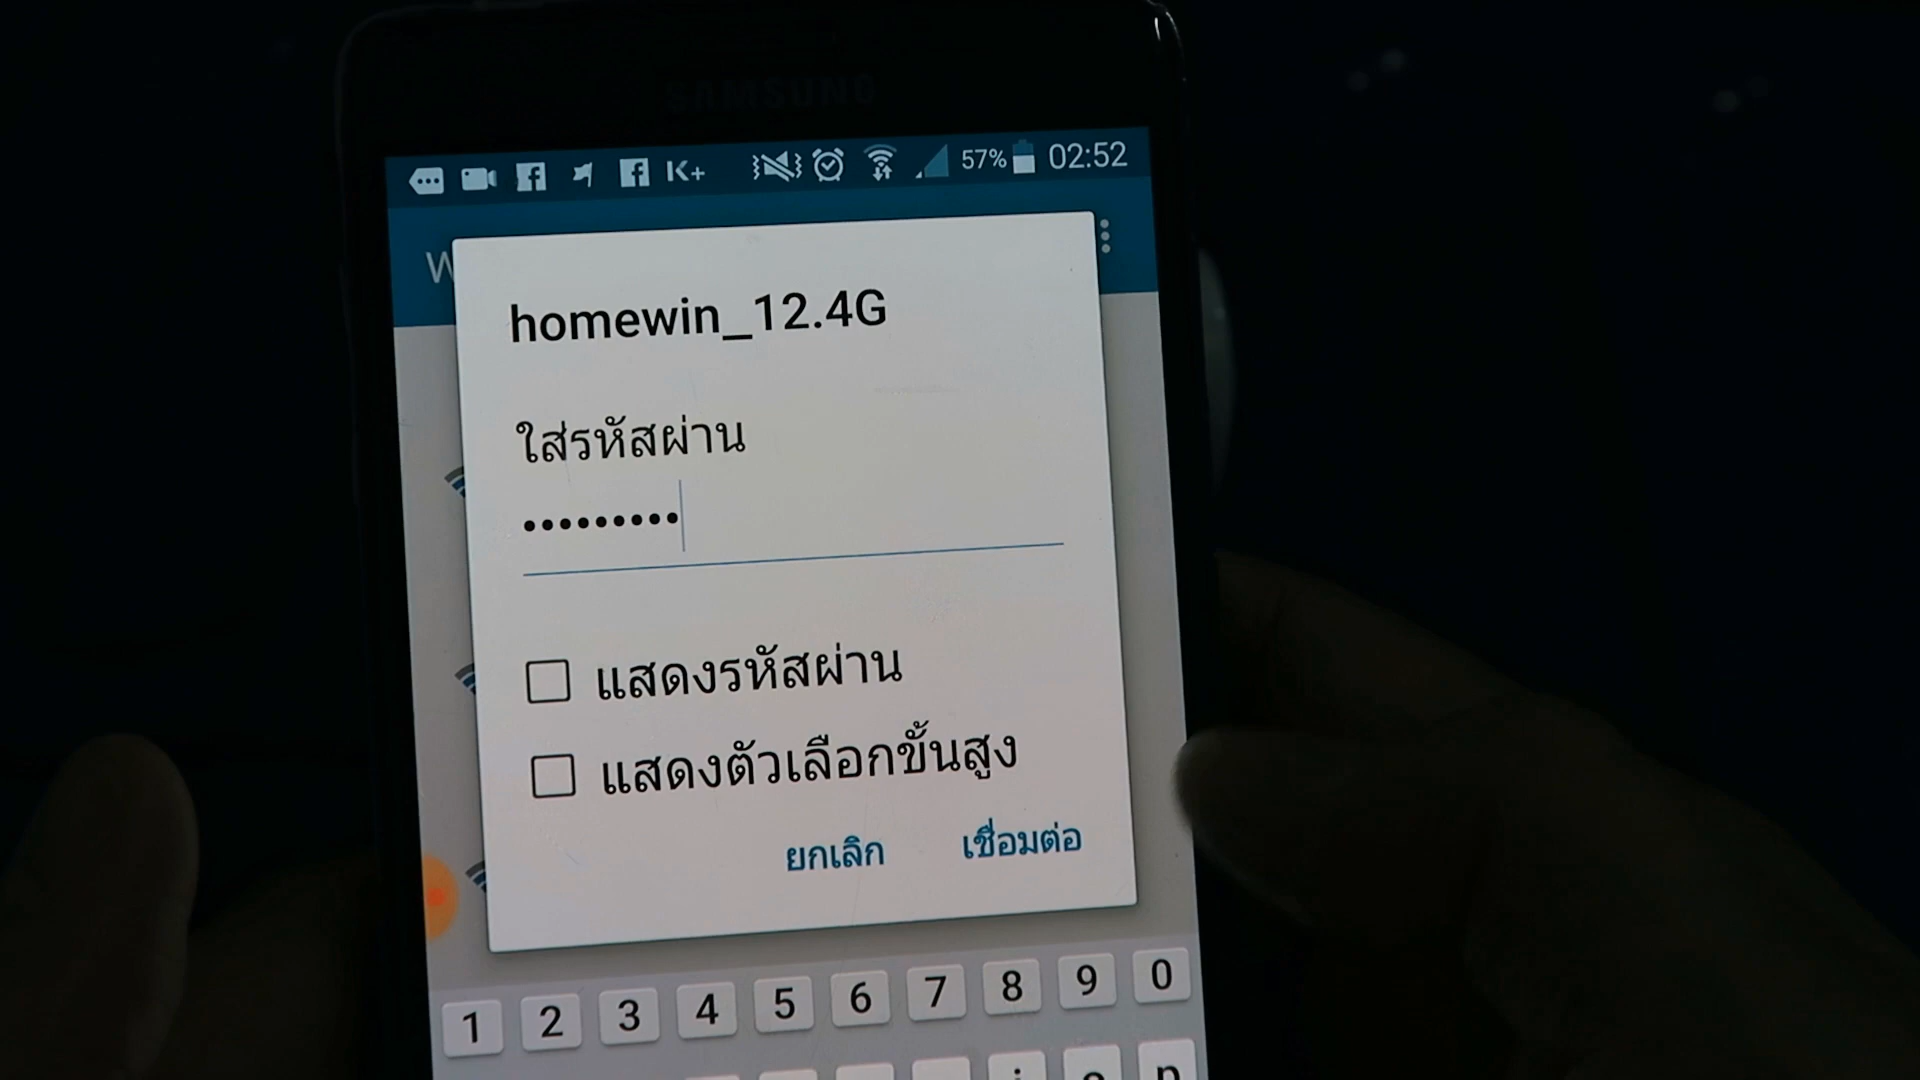 SAMSUNG
K+ 57% 02:52
W
homewin_12.4G
ใส่รหัสผ่าน
•••••••••
แสดงรหัสผ่าน
แสดงตัวเลือกขั้นสูง
ยกเลิก เชื่อมต่อ
1 2 3 4 5 6 7 8 9 0
i o p